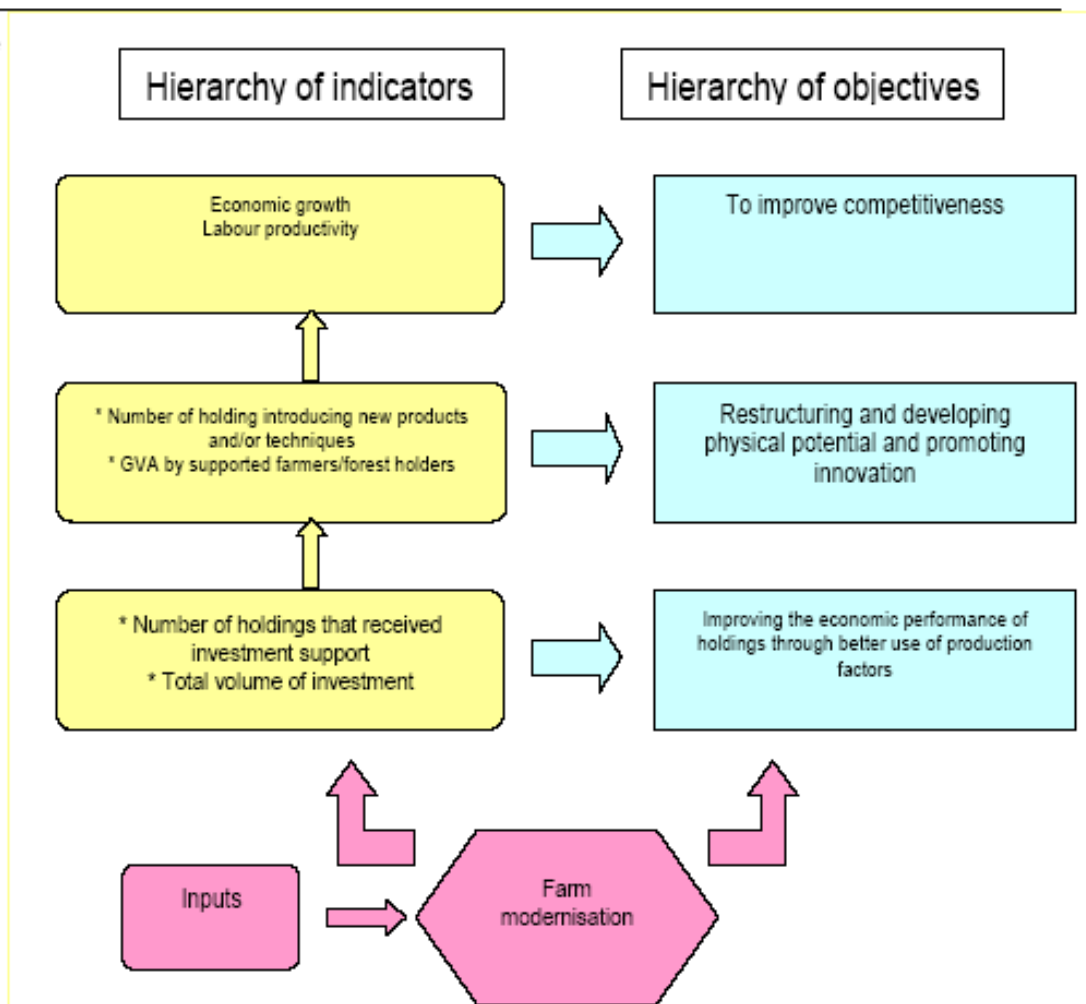 Hierarchy of indicators
Hierarchy of objectives
Economic growth
Labour productivity
To improve competitiveness
* Number of holding introducing new products
and/or techniques
* GVA by supported farmers/forest holders
Restructuring and developing
physical potential and promoting
innovation
* Number of holdings that received
investment support
* Total volume of investment
Improving the economic performance of
holdings through better use of production
factors
Inputs
Farm
modernisation